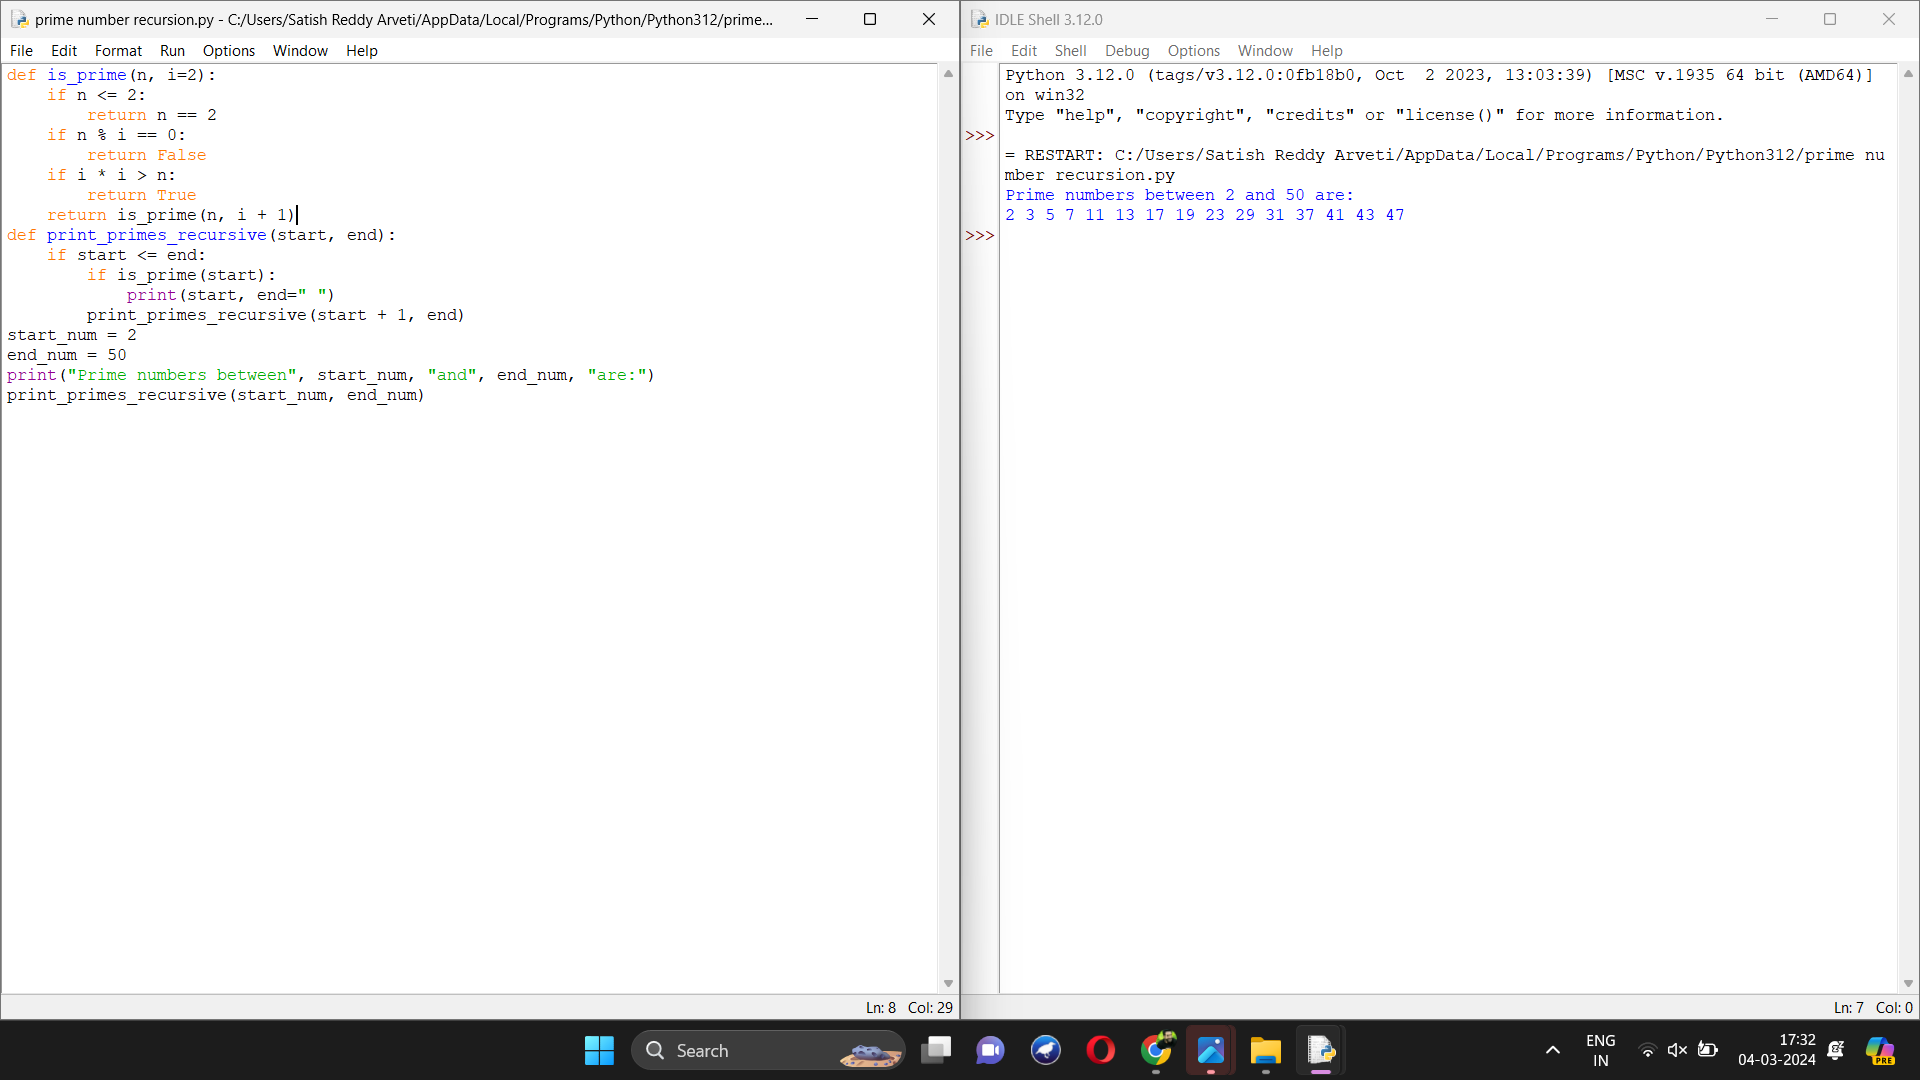 prime number recursion.py - C:/Users/Satish Reddy Arveti/AppData/Local/Programs/Python/Python312/prime...
File Edit Format Run Options Window Help
def is_prime(n, i=2):
    if n <= 2:
        return n == 2
    if n % i == 0:
        return False
    if i * i > n:
        return True
    return is_prime(n, i + 1)
def print_primes_recursive(start, end):
    if start <= end:
        if is_prime(start):
            print(start, end=" ")
        print_primes_recursive(start + 1, end)
start_num = 2
end_num = 50
print("Prime numbers between", start_num, "and", end_num, "are:")
print_primes_recursive(start_num, end_num)
Ln: 8 Col: 29
IDLE Shell 3.12.0
File Edit Shell Debug Options Window Help
Python 3.12.0 (tags/v3.12.0:0fb18b0, Oct  2 2023, 13:03:39) [MSC v.1935 64 bit (AMD64)]
on win32
Type "help", "copyright", "credits" or "license()" for more information.
>>>
= RESTART: C:/Users/Satish Reddy Arveti/AppData/Local/Programs/Python/Python312/prime nu
mber recursion.py
Prime numbers between 2 and 50 are:
2 3 5 7 11 13 17 19 23 29 31 37 41 43 47
>>>
Ln: 7 Col: 0
Search
ENG
IN
17:32
04-03-2024
PRE